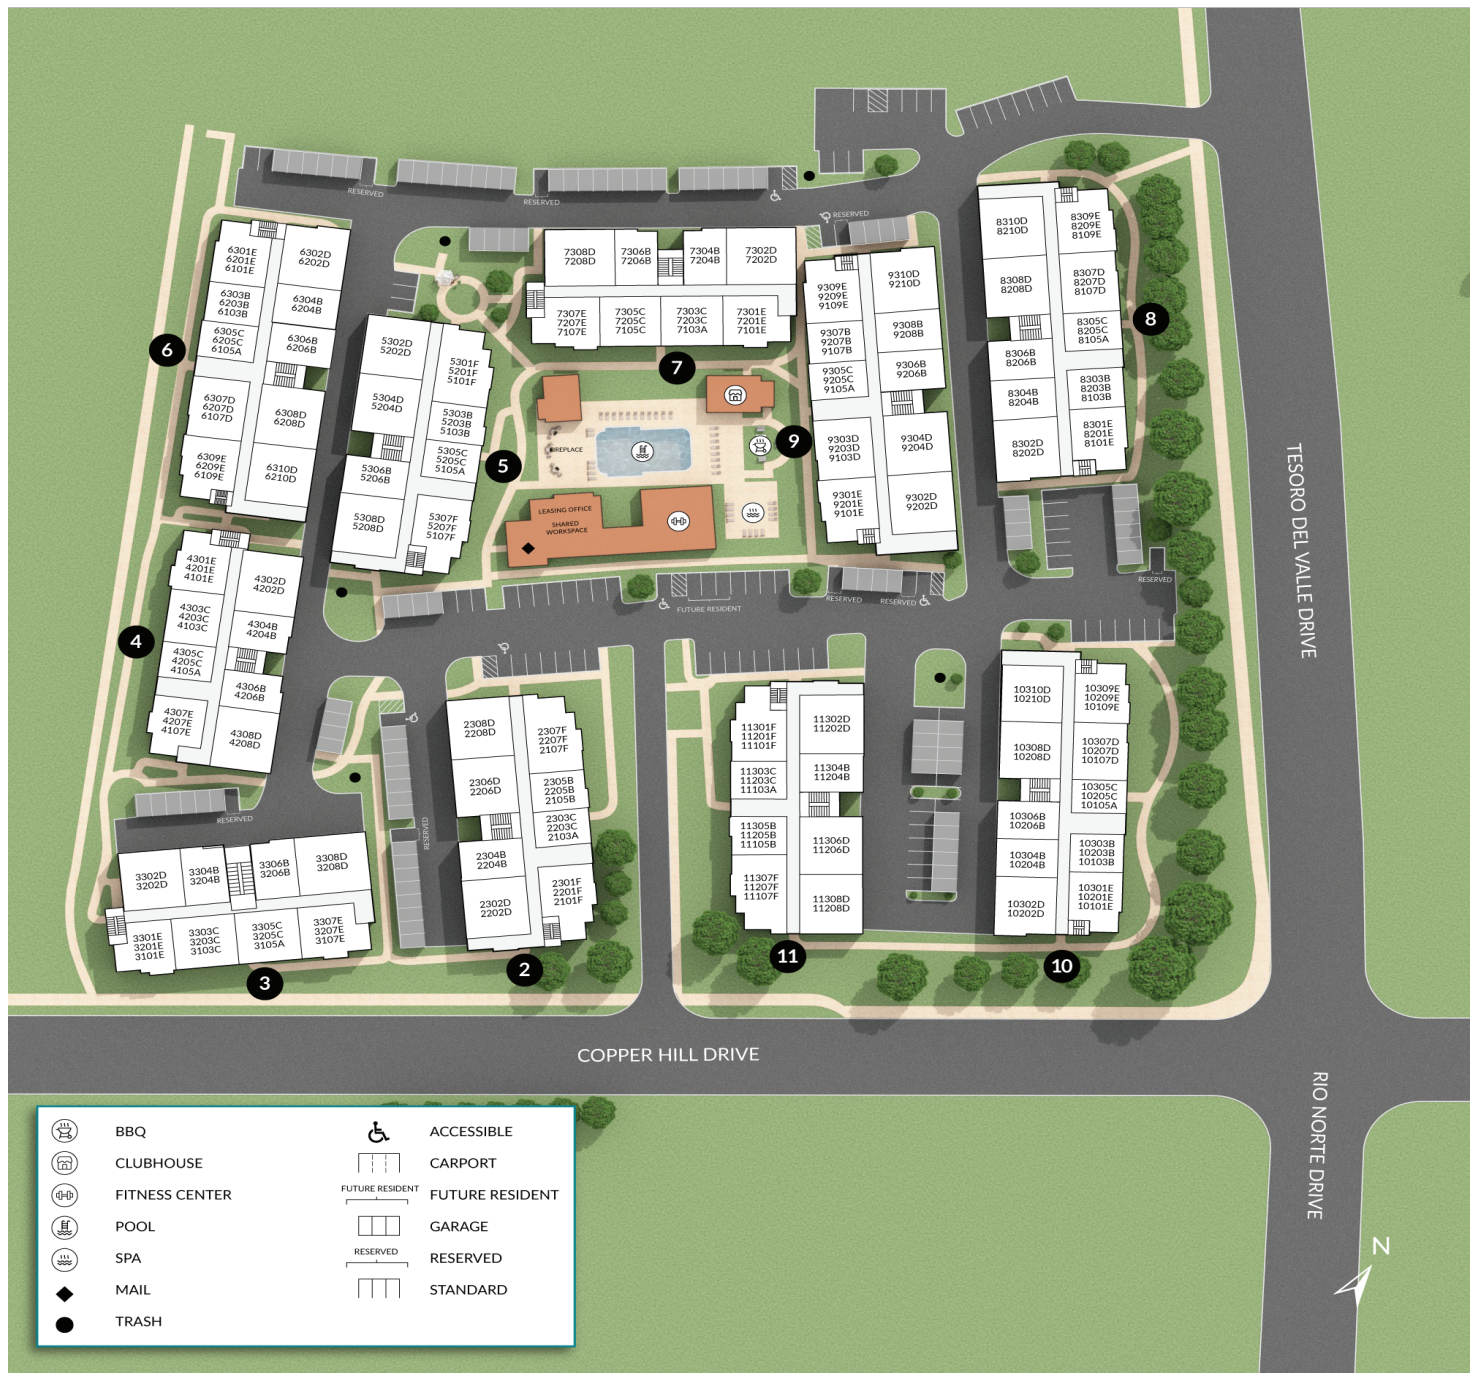 RESERVED
RESERVED
RESERVED
6301E
6201E
6101E
6302D
6202D
6303B
6203B
6103B
6304B
6204B
6305C
6205C
6105A
6306B
6206B
6307D
6207D
6107D
6308D
6208D
6309E
6209E
6109E
6310D
6210D
6
5302D
5202D
5301F
5201F
5101F
5304D
5204D
5303B
5203B
5103B
5305C
5205C
5105A
5306B
5206B
5307F
5207F
5107F
5308D
5208D
5
7308D
7208D
7306B
7206B
7304B
7204B
7302D
7202D
7307E
7207E
7107E
7305C
7205C
7105C
7303C
7203C
7103A
7301E
7201E
7101E
7
9310D
9210D
9309E
9209E
9109E
9308B
9208B
9307B
9207B
9107B
9306B
9206B
9305C
9205C
9105A
9304D
9204D
9303D
9203D
9103D
9302D
9202D
9301E
9201E
9101E
9
8310D
8210D
8309E
8209E
8109E
8308D
8208D
8307D
8207D
8107D
8305C
8205C
8105A
8306B
8206B
8303B
8203B
8103B
8304B
8204B
8301E
8201E
8101E
8302D
8202D
8
IREPLACE
LEASING OFFICE
SHARED
WORKSPACE
FUTURE RESIDENT
RESERVED
RESERVED
RESERVED
TESORO DEL VALLE DRIVE
4301E
4201E
4101E
4302D
4202D
4303C
4203C
4103C
4304B
4204B
4305C
4205C
4105A
4306B
4206B
4307E
4207E
4107E
4308D
4208D
4
RESERVED
RESERVED
3302D
3202D
3304B
3204B
3306B
3206B
3308D
3208D
3301E
3201E
3101E
3303C
3203C
3103C
3305C
3205C
3105A
3307E
3207E
3107E
3
2308D
2208D
2307F
2207F
2107F
2306D
2206D
2305B
2205B
2105B
2303C
2203C
2103A
2304B
2204B
2301F
2201F
2101F
2302D
2202D
2
11301F
11201F
11101F
11302D
11202D
11303C
11203C
11103A
11304B
11204B
11305B
11205B
11105B
11306D
11206D
11307F
11207F
11107F
11308D
11208D
11
10310D
10210D
10309E
10209E
10109E
10308D
10208D
10307D
10207D
10107D
10305C
10205C
10105A
10306B
10206B
10304B
10204B
10303B
10203B
10103B
10302D
10202D
10301E
10201E
10101E
10
COPPER HILL DRIVE
RIO NORTE DRIVE
N
BBQ
CLUBHOUSE
FITNESS CENTER
POOL
SPA
MAIL
TRASH
ACCESSIBLE
CARPORT
FUTURE RESIDENT
FUTURE RESIDENT
GARAGE
RESERVED
RESERVED
STANDARD